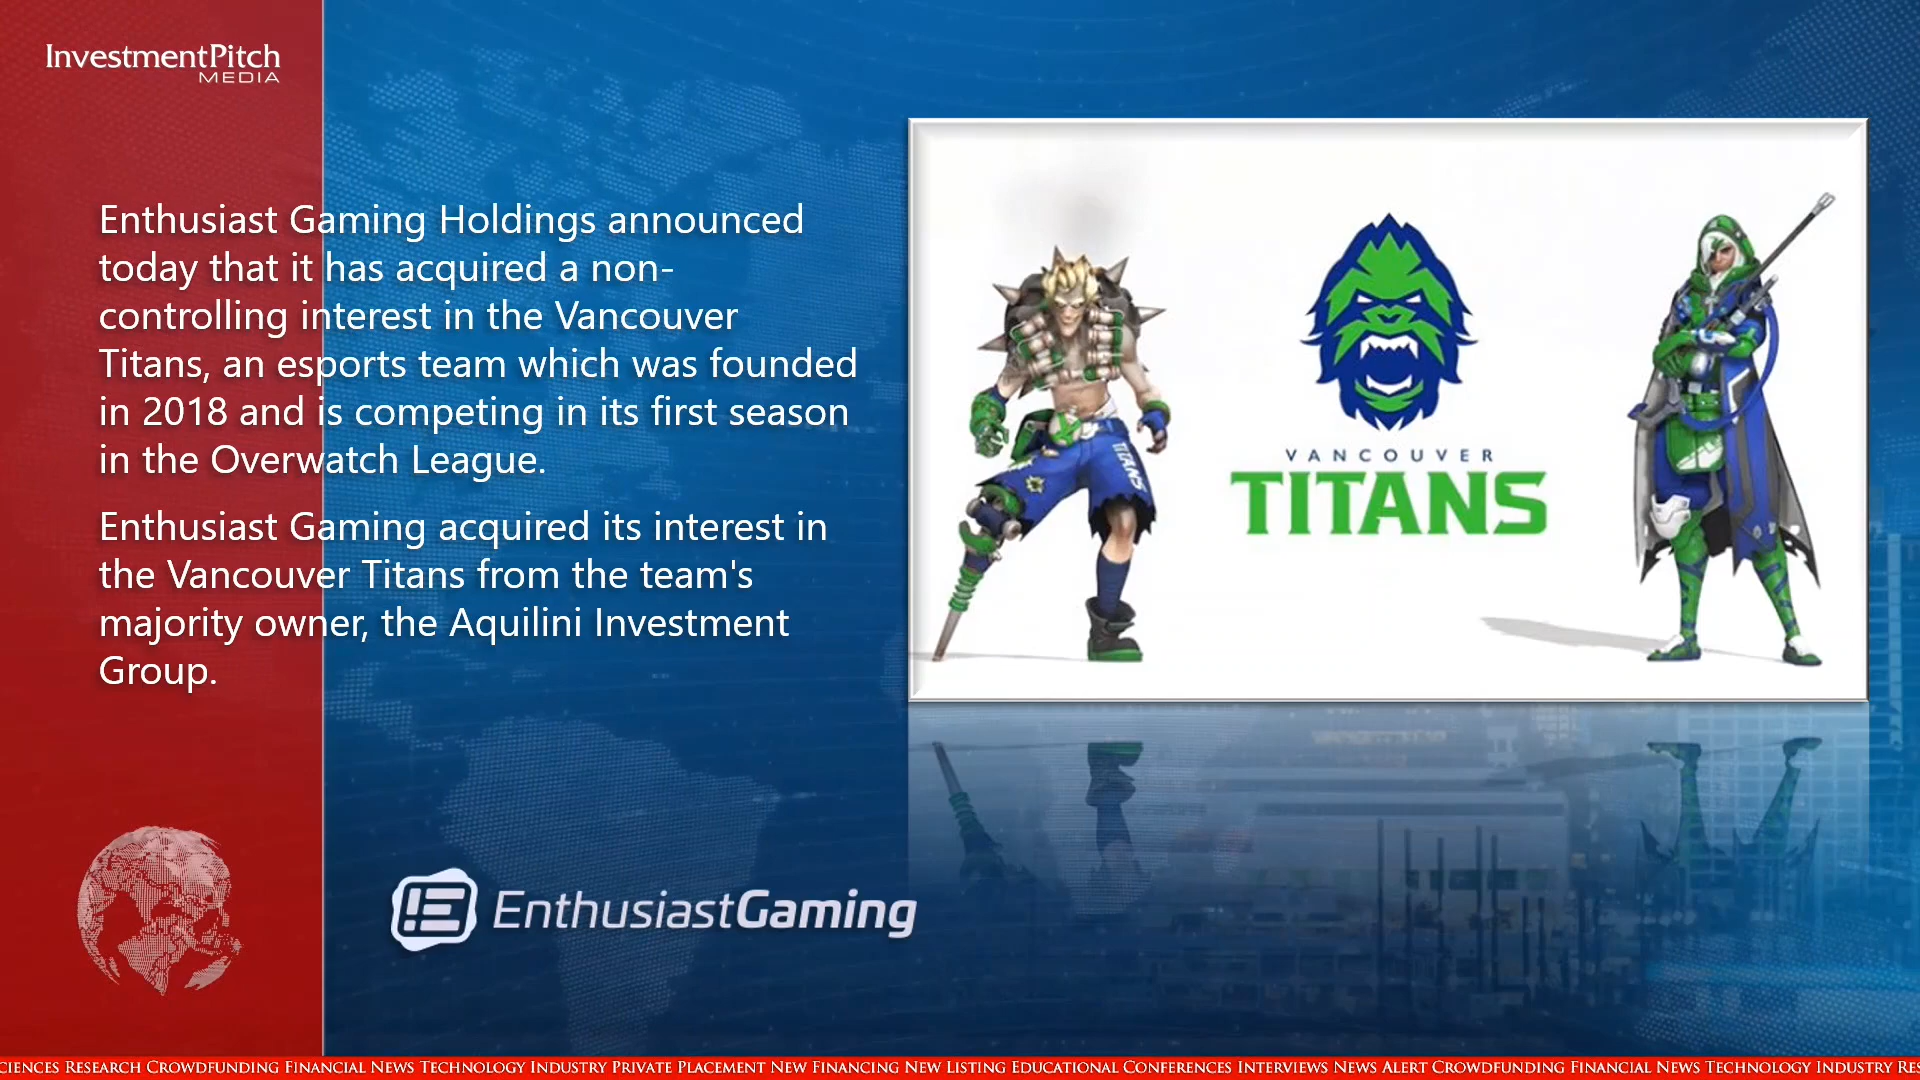 InvestmentPitch
MEDIA
Enthusiast Gaming Holdings announced
today that it has acquired a non-
controlling interest in the Vancouver
Titans, an esports team which was founded
in 2018 and is competing in its first season
in the Overwatch League.
Enthusiast Gaming acquired its interest in
the Vancouver Titans from the team's
majority owner, the Aquilini Investment
Group.
VANCOUVER
TITANS
TITANS
EnthusiastGaming
CIENCES RESEARCH CROWDFUNDING FINANCIAL NEWS TECHNOLOGY INDUSTRY PRIVATE PLACEMENT NEW FINANCING NEW LISTING EDUCATIONAL CONFERENCES INTERVIEWS NEWS ALERT CROWDFUNDING FINANCIAL NEWS TECHNOLOGY INDUSTRY RES